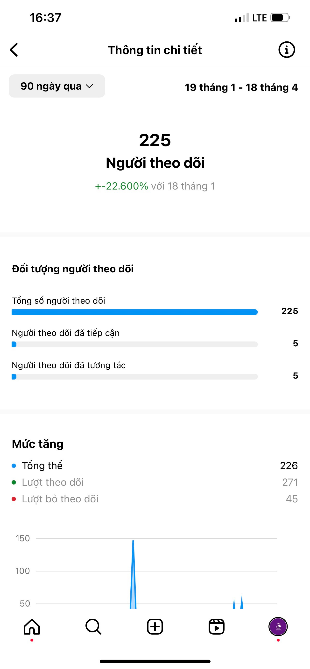 16:37
LTE
Thông tin chi tiết
90 ngày qua
19 tháng 1 - 18 tháng 4
225
Người theo dõi
+-22.600% với 18 tháng 1
Đối tượng người theo dõi
Tổng số người theo dõi
225
Người theo dõi đã tiếp cận
5
Người theo dõi đã tương tác
5
Mức tăng
Tổng thể 226
Lượt theo dõi 271
Lượt bỏ theo dõi 45
150
100
50